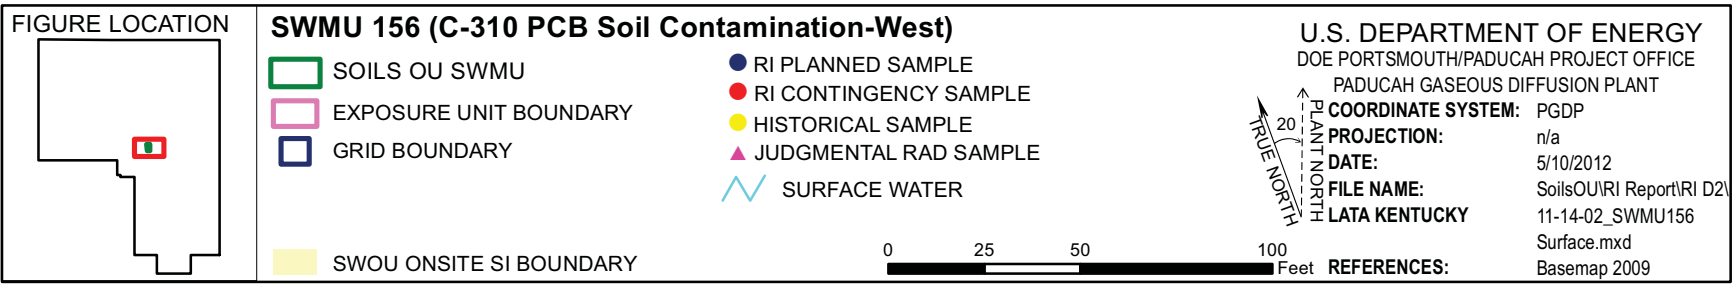 FIGURE LOCATION
SWMU 156 (C-310 PCB Soil Contamination-West)
SOILS OU SWMU
EXPOSURE UNIT BOUNDARY
GRID BOUNDARY
SWOU ONSITE SI BOUNDARY
RI PLANNED SAMPLE
RI CONTINGENCY SAMPLE
HISTORICAL SAMPLE
JUDGMENTAL RAD SAMPLE
SURFACE WATER
0 25 50 100
Feet
TRUE NORTH
20
PLANT NORTH
U.S. DEPARTMENT OF ENERGY
DOE PORTSMOUTH/PADUCAH PROJECT OFFICE
PADUCAH GASEOUS DIFFUSION PLANT
COORDINATE SYSTEM: PGDP
PROJECTION: n/a
DATE: 5/10/2012
FILE NAME: SoilsOU\RI Report\RI D2\
LATA KENTUCKY 11-14-02_SWMU156
Surface.mxd
REFERENCES: Basemap 2009